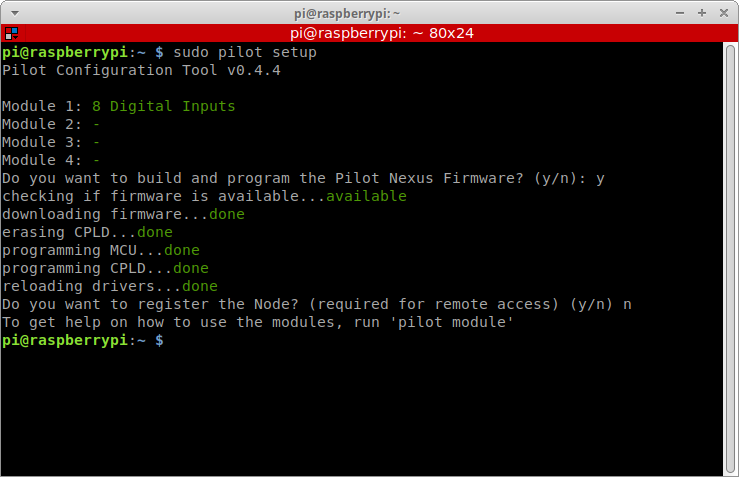 pi@raspberrypi: ~
pi@raspberrypi: ~ 80x24
pi@raspberrypi:~ $ sudo pilot setup
Pilot Configuration Tool v0.4.4
Module 1: 8 Digital Inputs
Module 2: -
Module 3: -
Module 4: -
Do you want to build and program the Pilot Nexus Firmware? (y/n): y
checking if firmware is available...available
downloading firmware...done
erasing CPLD...done
programming MCU...done
programming CPLD...done
reloading drivers...done
Do you want to register the Node? (required for remote access) (y/n) n
To get help on how to use the modules, run 'pilot module'
pi@raspberrypi:~ $